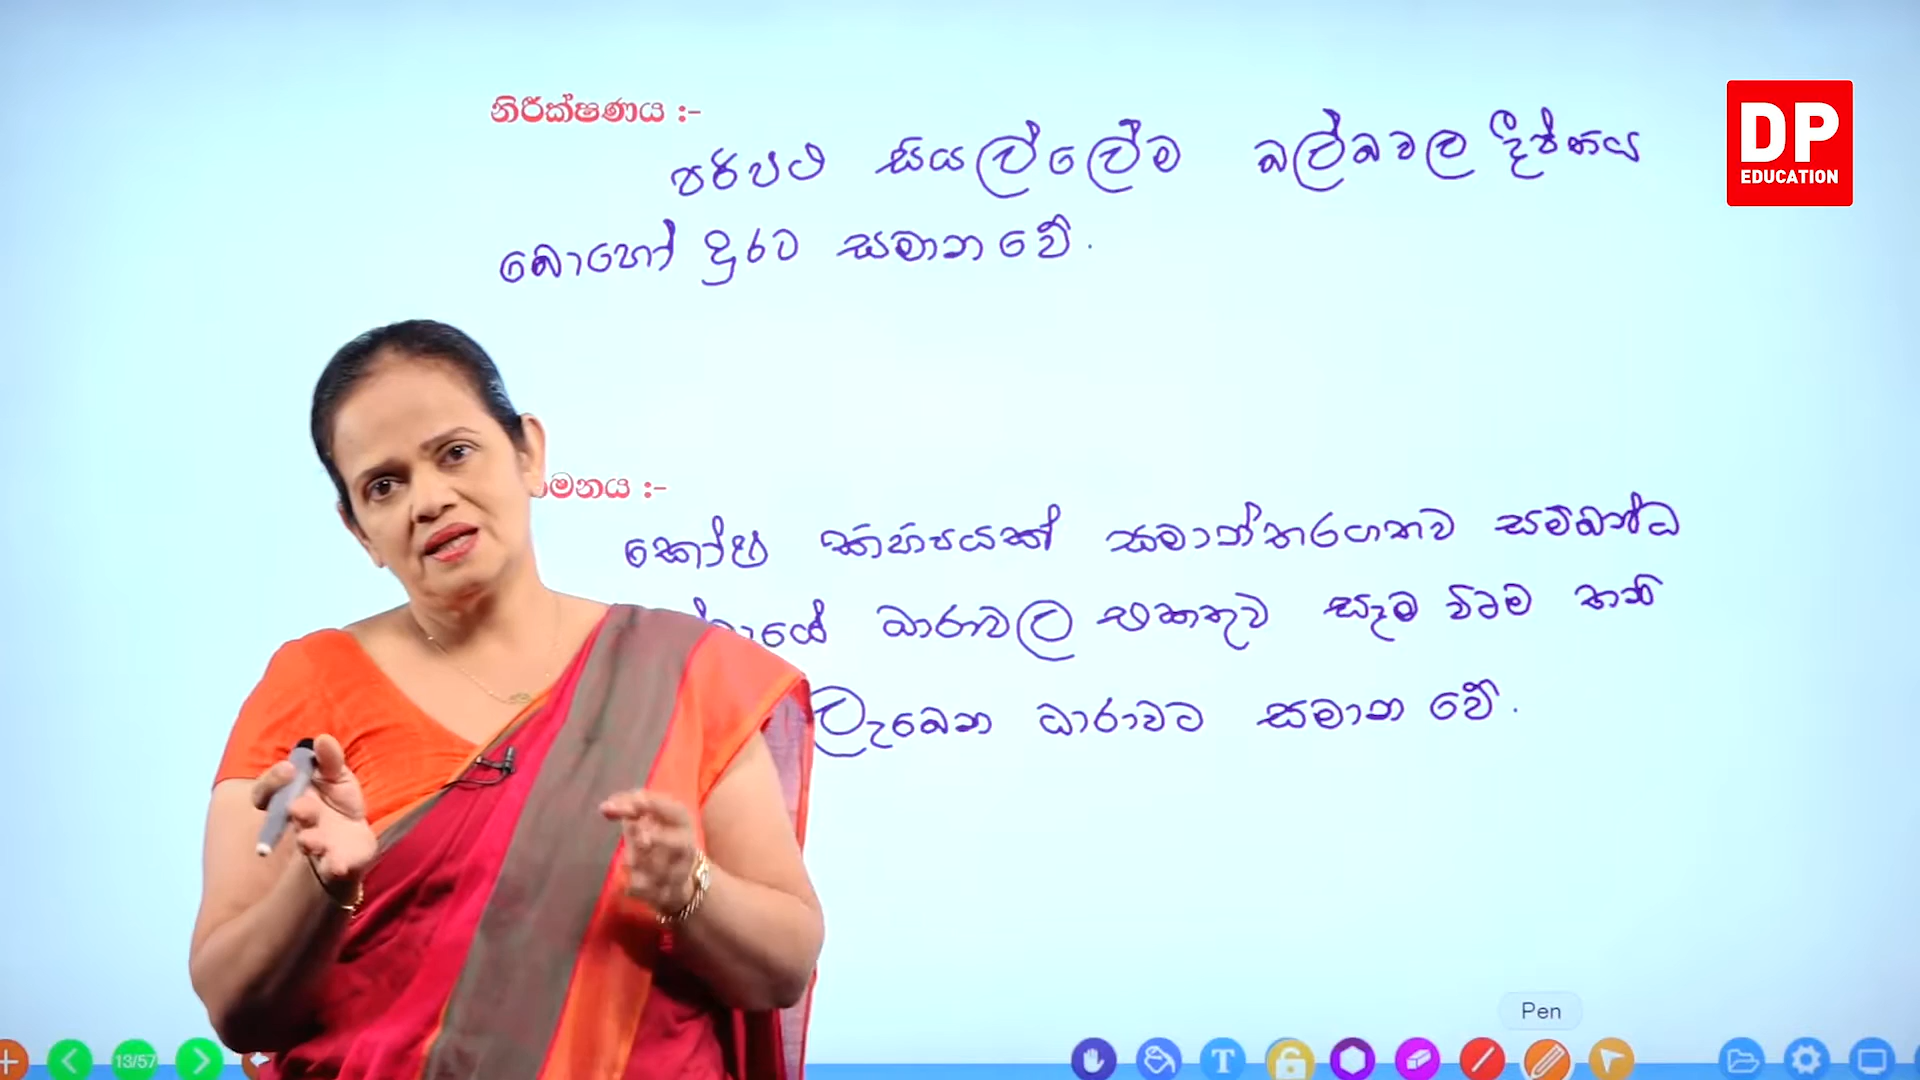 නිරීක්ෂණය :-
පරිපථ සියල්ලේම බල්බවල දීප්තිය
බොහෝ දුරට සමාන වේ.
මනය :-
කෝෂ කිහිපයක් සමාන්තරගතව සම්බන්ධ
ධාරාවල එකතුව සෑම විටම තනි
ලැබෙන ධාරාවට සමාන වේ.
DP
EDUCATION
Pen
13/57
T